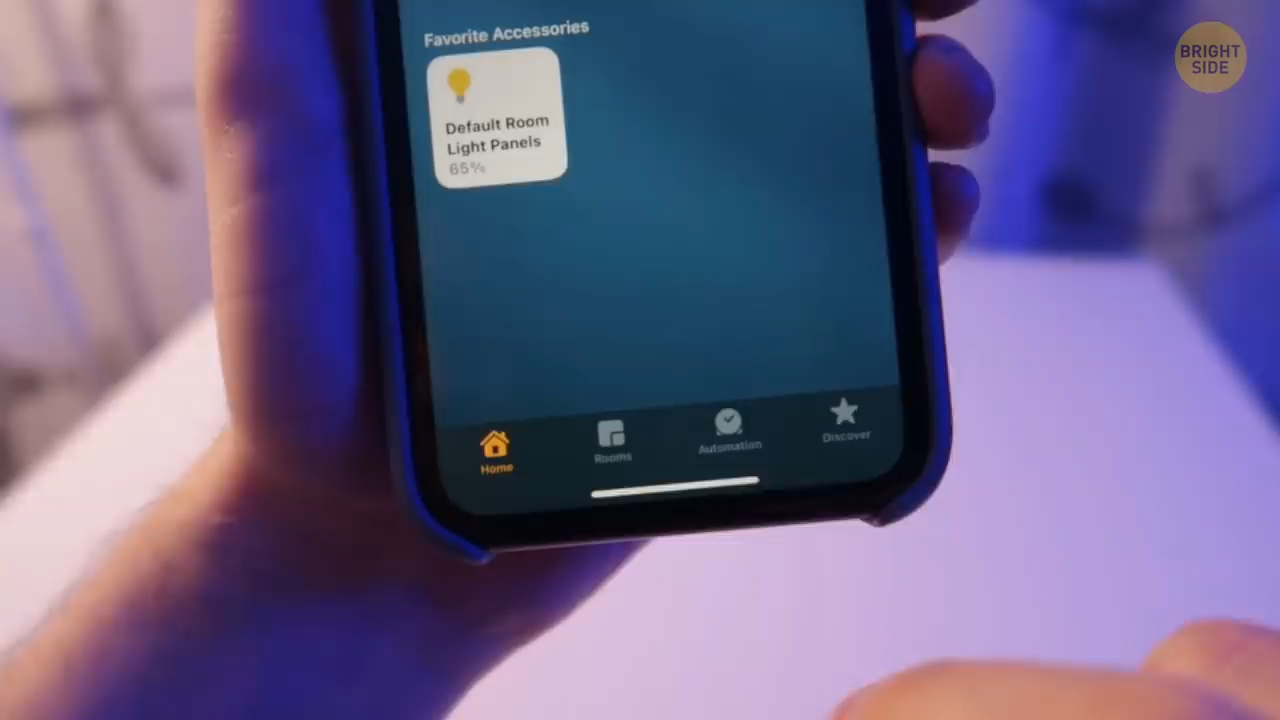 BRIGHT
SIDE
Favorite Accessories
Default Room
Light Panels
65%
Home
Rooms
Automation
Discover